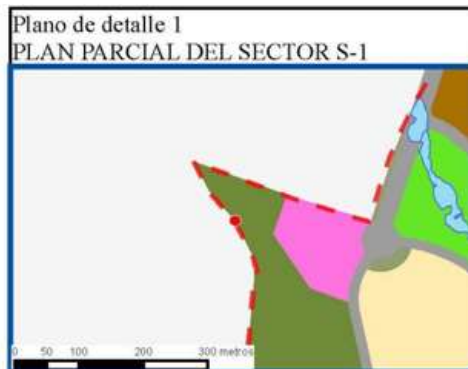 Plano de detalle 1
PLAN PARCIAL DEL SECTOR S-1
0 50 100 200 300 metros